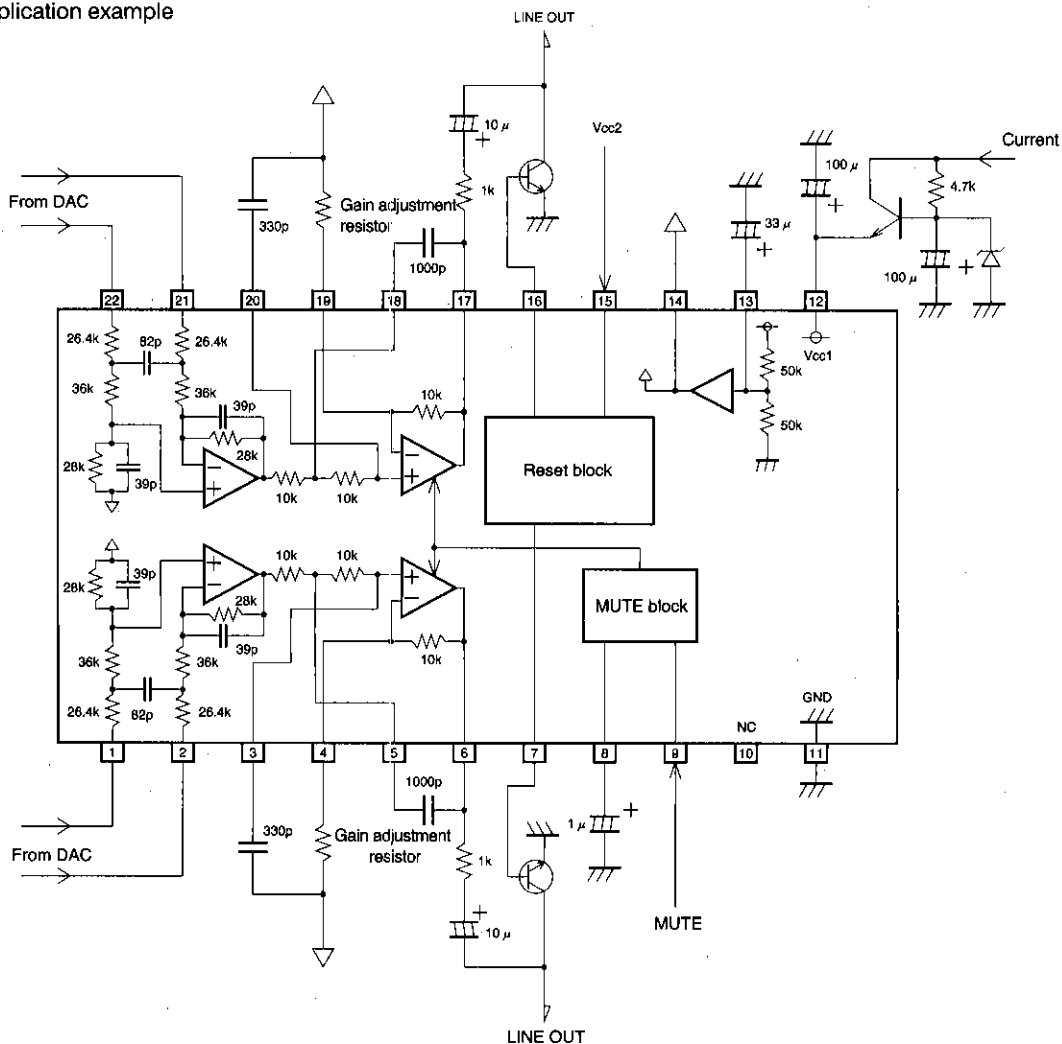 plication example
LINE OUT
10 μ
+
Vcc2
Current
100 μ
+
4.7k
From DAC
330p
Gain adjustment
resistor
1k
1000p
33 μ
+
100 μ
+
22
21
20
19
18
17
16
15
14
13
12
26.4k
82p
26.4k
Vcc1
50k
36k
36k
39p
10k
50k
28k
28k
39p
−
+
10k
10k
−
+
Reset block
39p
28k
+
−
10k
10k
+
−
28k
39p
MUTE block
36k
36k
10k
26.4k
82p
26.4k
NC
GND
1
2
3
4
5
6
7
8
9
10
11
1000p
330p
Gain adjustment
resistor
1k
1 μ
+
From DAC
+
10 μ
MUTE
LINE OUT